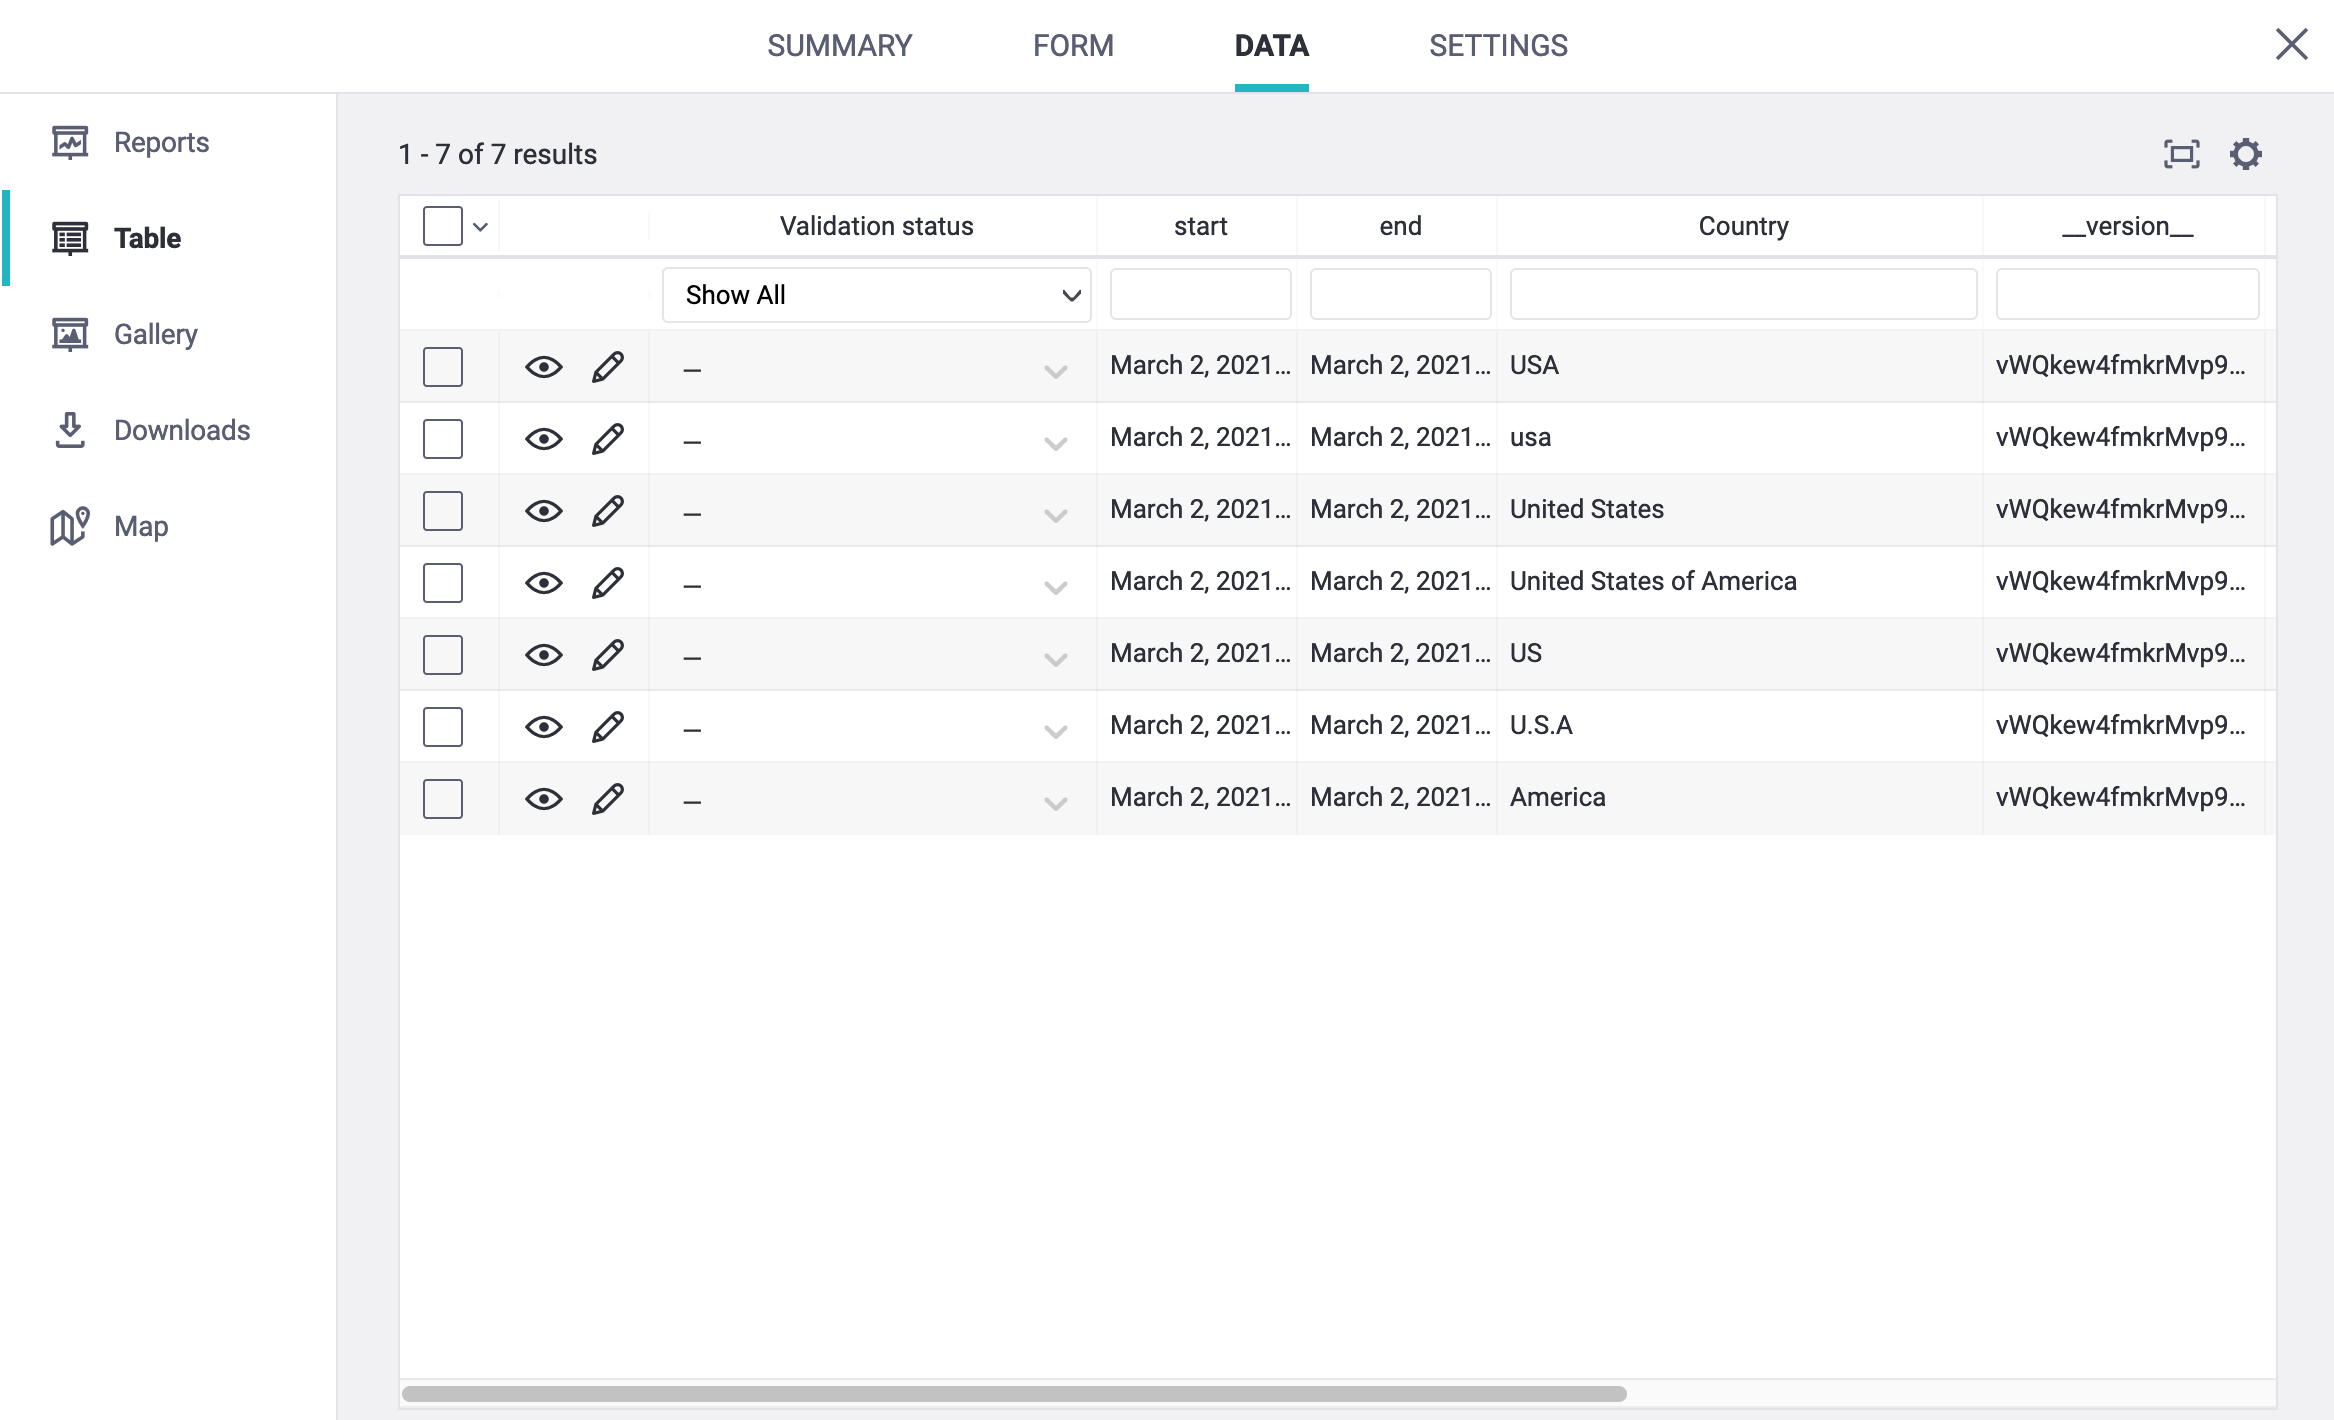 SUMMARY FORM DATA SETTINGS
Reports
Table
Gallery
Downloads
Map
1 - 7 of 7 results
Validation status start end Country __version__
Show All
– March 2, 2021... March 2, 2021... USA vWQkew4fmkrMvp9...
– March 2, 2021... March 2, 2021... usa vWQkew4fmkrMvp9...
– March 2, 2021... March 2, 2021... United States vWQkew4fmkrMvp9...
– March 2, 2021... March 2, 2021... United States of America vWQkew4fmkrMvp9...
– March 2, 2021... March 2, 2021... US vWQkew4fmkrMvp9...
– March 2, 2021... March 2, 2021... U.S.A vWQkew4fmkrMvp9...
– March 2, 2021... March 2, 2021... America vWQkew4fmkrMvp9...